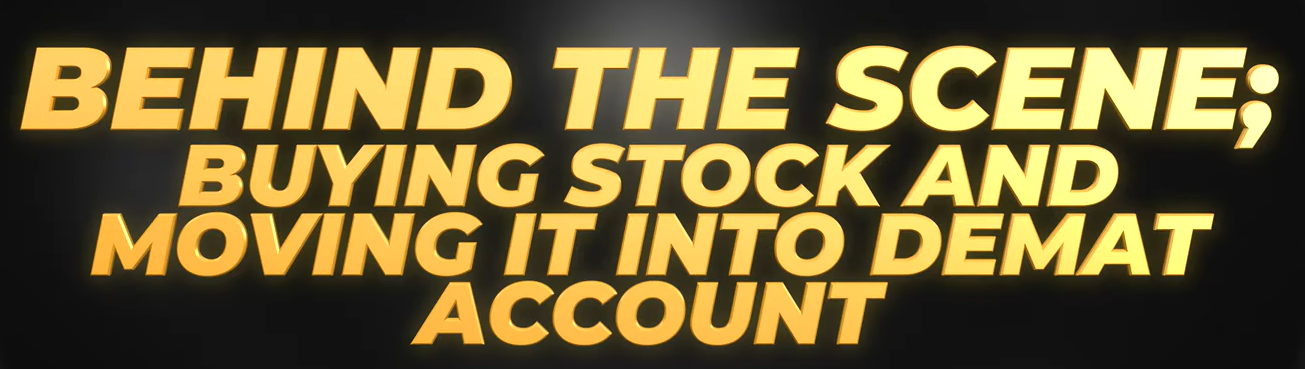 BEHIND THE SCENE;
BUYING STOCK AND
MOVING IT INTO DEMAT
ACCOUNT